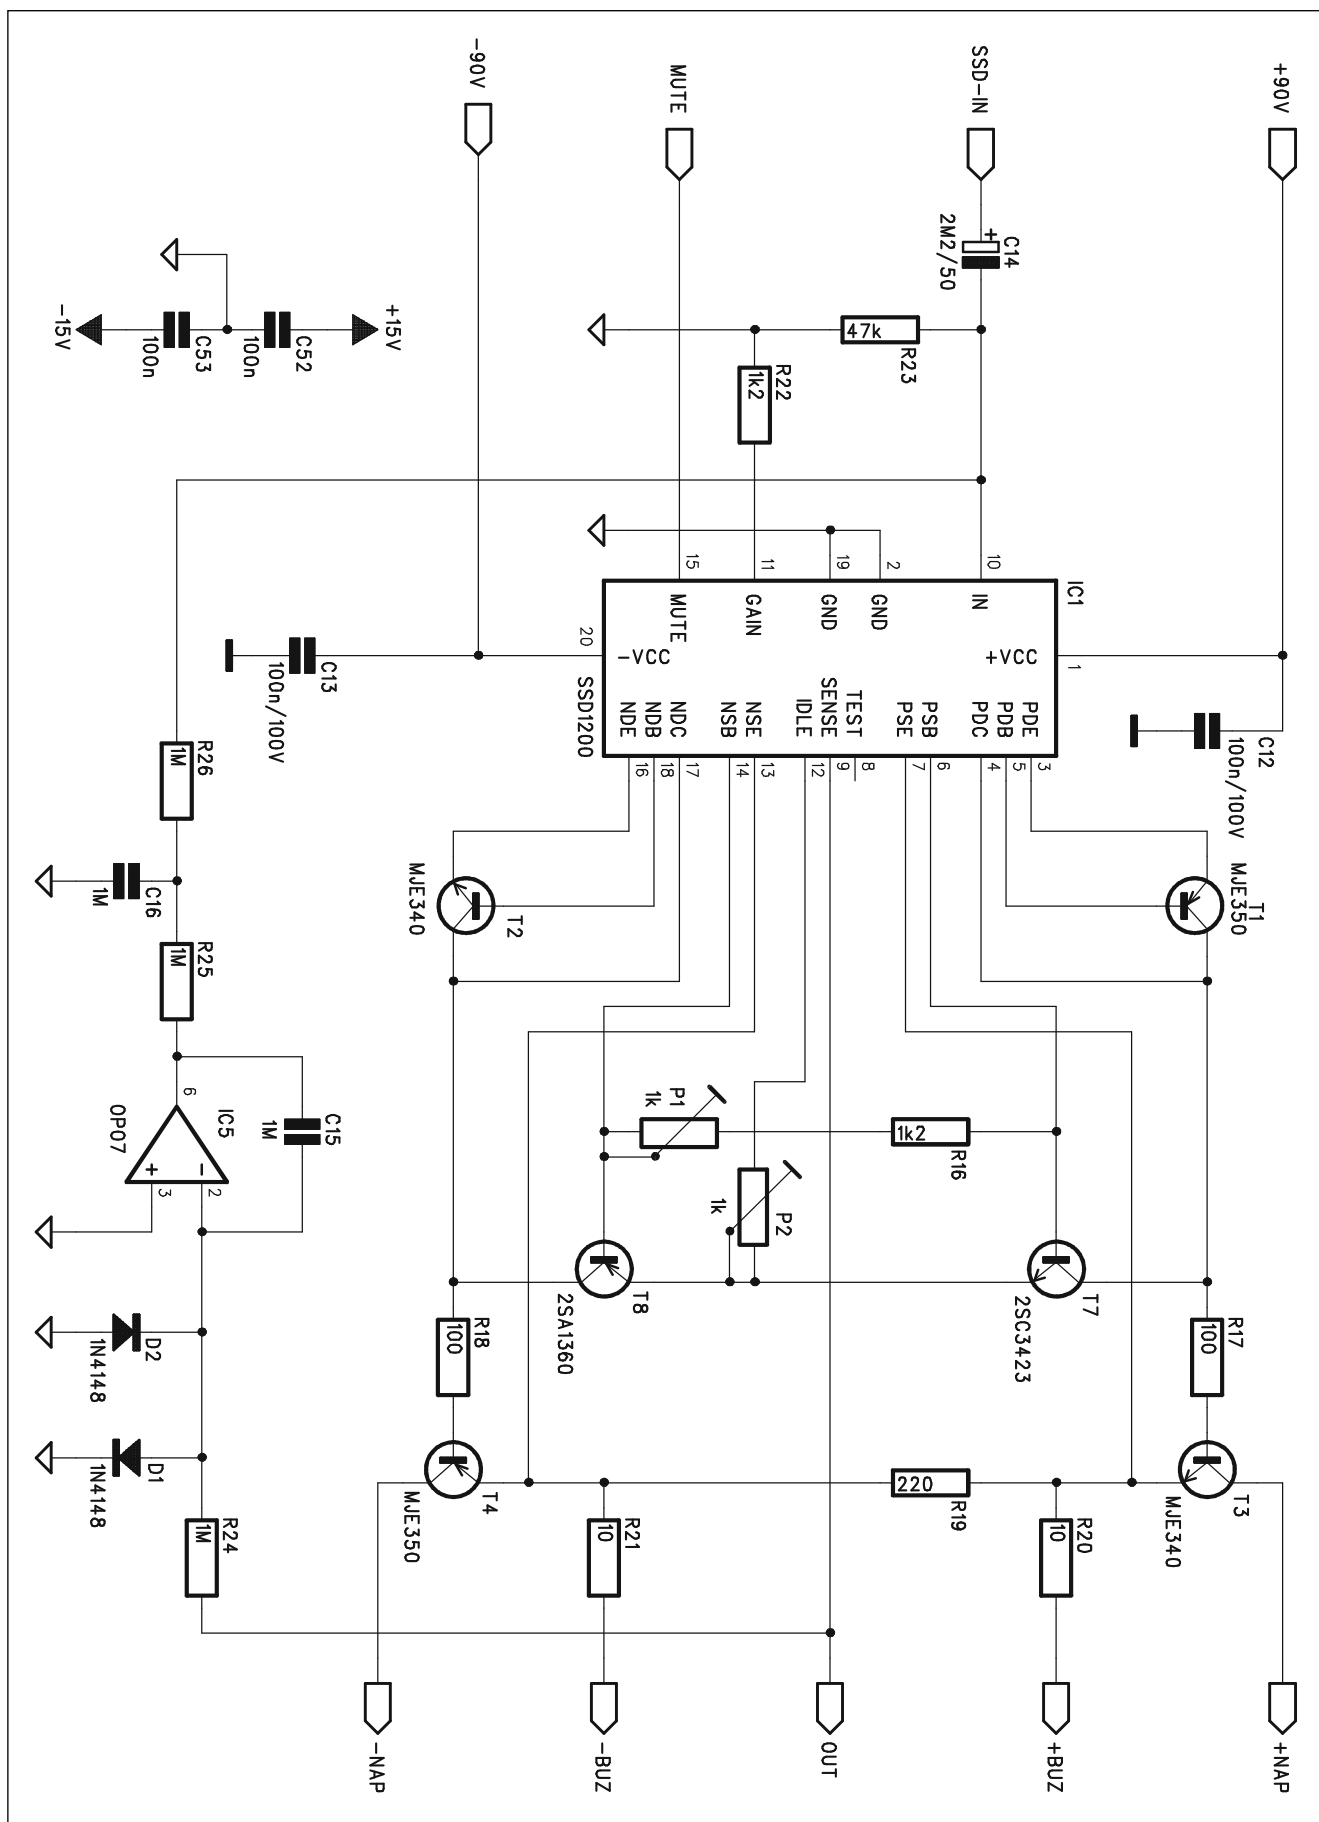 +90V
SSD-IN
MUTE
-90V
+
C14
2M2/50
R23
47k
R22
1k2
+15V
C52
100n
C53
100n
-15V
IC1
10
2
19
11
15
IN
GND
GND
GAIN
MUTE
1
+VCC
-VCC
20
SSD1200
PDE
PDB
PDC
PSB
PSE
TEST
SENSE
IDLE
NSE
NSB
NDC
NDB
NDE
3
5
4
6
7
8
9
12
13
14
17
18
16
C12
100n/100V
C13
100n/100V
R26
1M
T1
MJE350
T2
MJE340
C16
1M
R25
1M
P1
1k
R16
1k2
P2
1k
C15
1M
IC5
OP07
6
2
3
-
+
T7
2SC3423
T8
2SA1360
R17
100
R18
100
D2
1N4148
D1
1N4148
T3
MJE340
T4
MJE350
R19
220
R20
10
R21
10
R24
1M
+NAP
+BUZ
OUT
-BUZ
-NAP